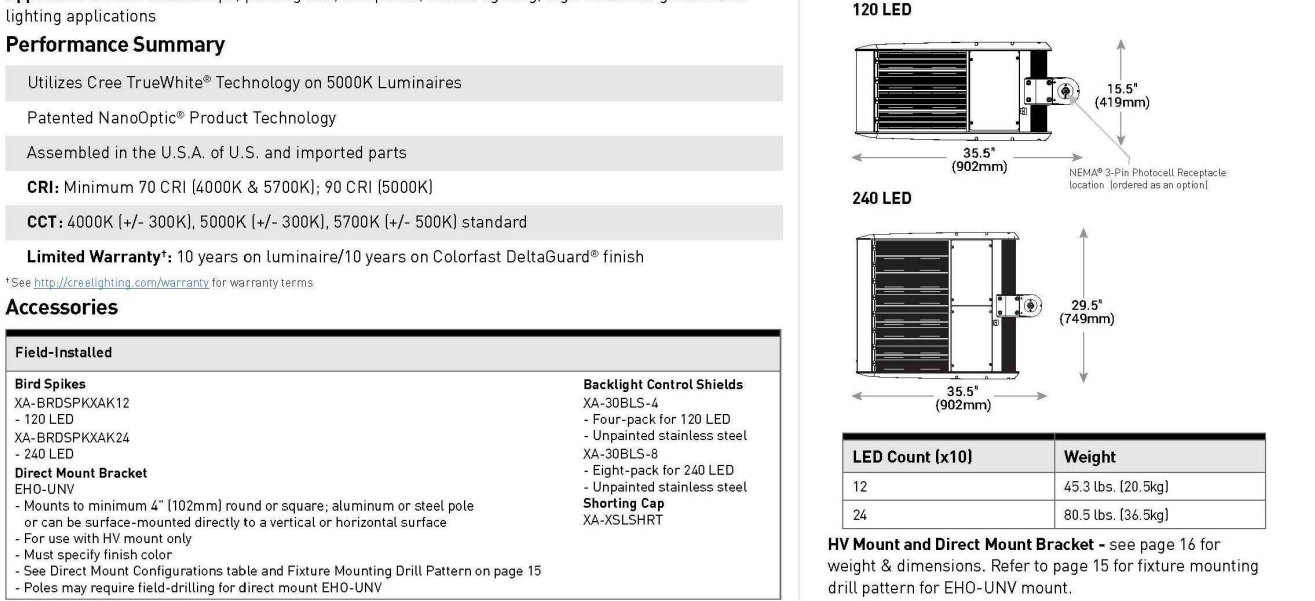 lighting applications
Performance Summary
Utilizes Cree TrueWhite® Technology on 5000K Luminaires
Patented NanoOptic® Product Technology
Assembled in the U.S.A. of U.S. and imported parts
CRI: Minimum 70 CRI (4000K & 5700K); 90 CRI (5000K)
CCT: 4000K (+/- 300K), 5000K (+/- 300K), 5700K (+/- 500K) standard
Limited Warranty†: 10 years on luminaire/10 years on Colorfast DeltaGuard® finish
†See http://creelighting.com/warranty for warranty terms
Accessories
Field-Installed
Bird Spikes
XA-BRDSPKXAK12
- 120 LED
XA-BRDSPKXAK24
- 240 LED
Direct Mount Bracket
EHO-UNV
- Mounts to minimum 4" (102mm) round or square; aluminum or steel pole
or can be surface-mounted directly to a vertical or horizontal surface
- For use with HV mount only
- Must specify finish color
- See Direct Mount Configurations table and Fixture Mounting Drill Pattern on page 15
- Poles may require field-drilling for direct mount EHO-UNV
Backlight Control Shields
XA-30BLS-4
- Four-pack for 120 LED
- Unpainted stainless steel
XA-30BLS-8
- Eight-pack for 240 LED
- Unpainted stainless steel
Shorting Cap
XA-XSLSHRT
120 LED
15.5"
(419mm)
35.5"
(902mm)
NEMA® 3-Pin Photocell Receptacle
location (ordered as an option)
240 LED
29.5"
(749mm)
35.5"
(902mm)
LED Count (x10) Weight
12 45.3 lbs. (20.5kg)
24 80.5 lbs. (36.5kg)
HV Mount and Direct Mount Bracket - see page 16 for
weight & dimensions. Refer to page 15 for fixture mounting
drill pattern for EHO-UNV mount.